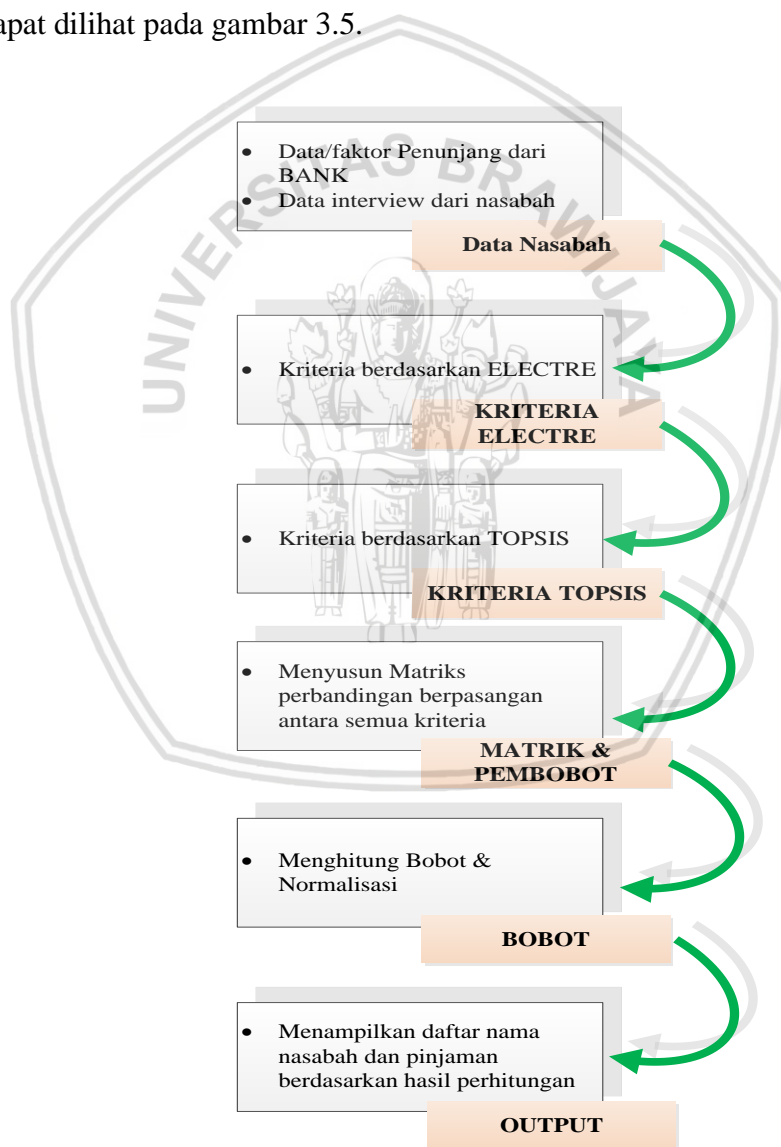 apat dilihat pada gambar 3.5.
UNIVERSITAS BRAWIJAYA
• Data/faktor Penunjang dari
BANK
• Data interview dari nasabah
Data Nasabah
• Kriteria berdasarkan ELECTRE
KRITERIA
ELECTRE
• Kriteria berdasarkan TOPSIS
KRITERIA TOPSIS
• Menyusun Matriks
perbandingan berpasangan
antara semua kriteria
MATRIK &
PEMBOBOT
• Menghitung Bobot &
Normalisasi
BOBOT
• Menampilkan daftar nama
nasabah dan pinjaman
berdasarkan hasil perhitungan
OUTPUT